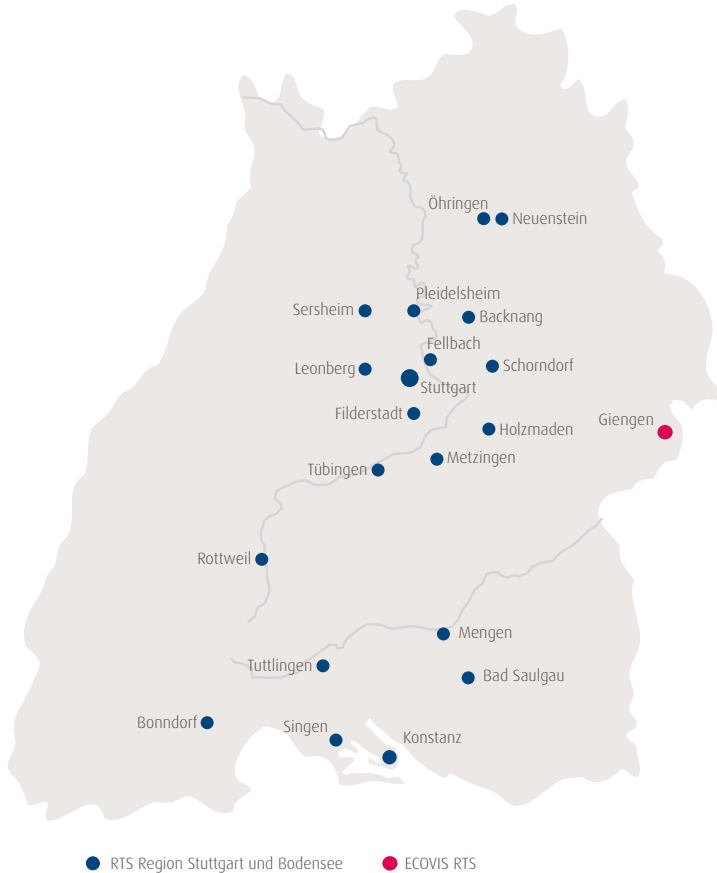 Öhringen
Neuenstein
Pleidelsheim
Sersheim
Backnang
Fellbach
Leonberg
Schorndorf
Stuttgart
Filderstadt
Giengen
Holzmaden
Metzingen
Tübingen
Rottweil
Mengen
Tuttlingen
Bad Saulgau
Bonndorf
Singen
Konstanz
RTS Region Stuttgart und Bodensee
ECOVIS RTS